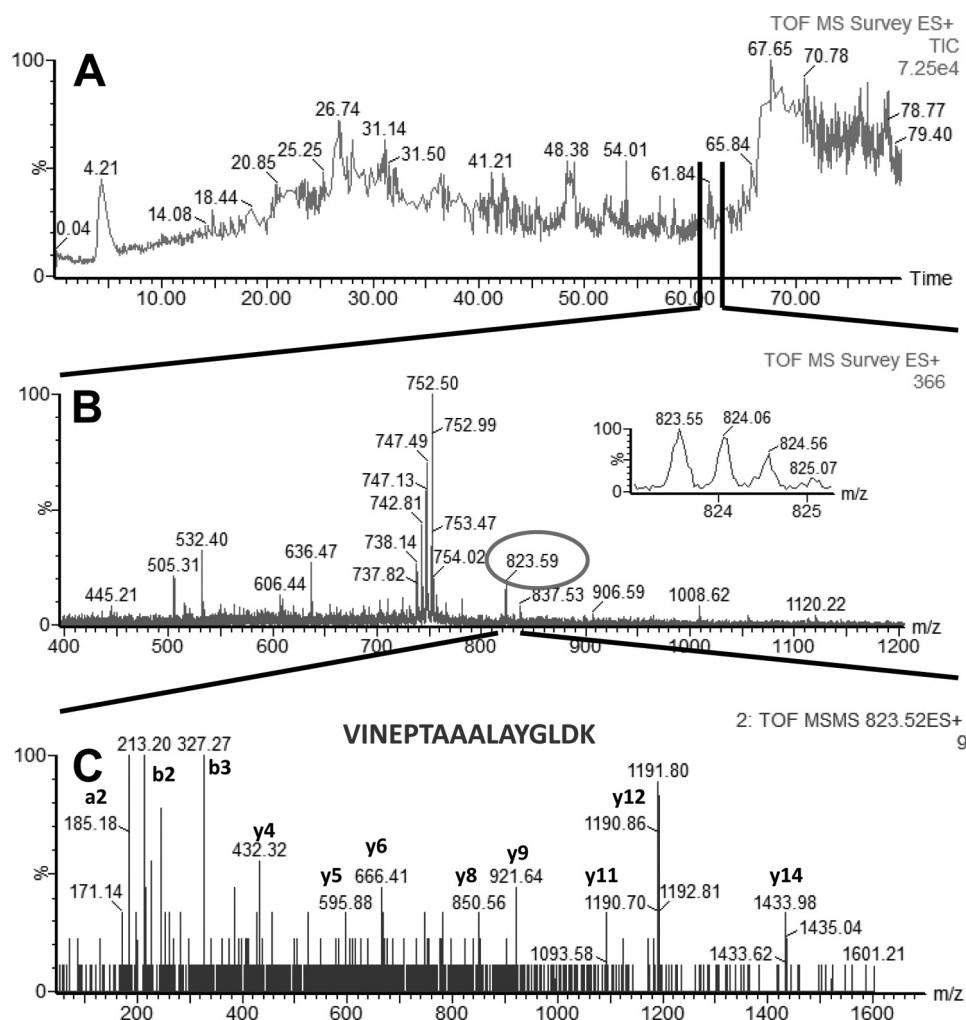 TOF MS Survey ES+
TIC
7.25e4
A
100
%
0
0.04
4.21
14.08
18.44
20.85
25.25
26.74
31.14
31.50
41.21
48.38
54.01
61.84
65.84
67.65
70.78
78.77
79.40
10.00 20.00 30.00 40.00 50.00 60.00 70.00
Time
TOF MS Survey ES+
366
B
100
%
0
445.21
505.31
532.40
606.44
636.47
737.82
738.14
742.81
747.13
747.49
752.50
752.99
753.47
754.02
823.59
837.53
906.59
1008.62
1120.22
400 500 600 700 800 900 1000 1100 1200
m/z
100
%
0
823.55
824.06
824.56
825.07
824 825
m/z
VINEPTAAALAYGLDK
2: TOF MSMS 823.52ES+
9
C
100
%
0
a2
185.18
171.14
213.20
b2
327.27
b3
y4
432.32
y5
595.88
y6
666.41
y8
850.56
y9
921.64
y11
1190.70
1093.58
1191.80
y12
1190.86
1192.81
y14
1433.98
1435.04
1433.62
1601.21
200 400 600 800 1000 1200 1400 1600
m/z